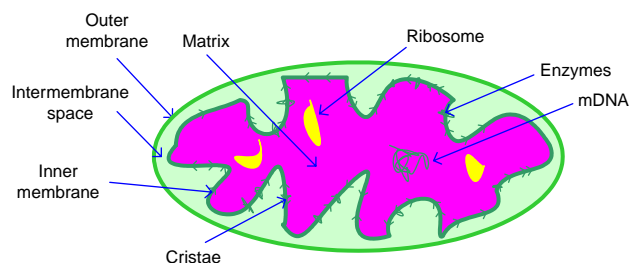 Outer
membrane
Matrix
Ribosome
Enzymes
mDNA
Intermembrane
space
Inner
membrane
Cristae